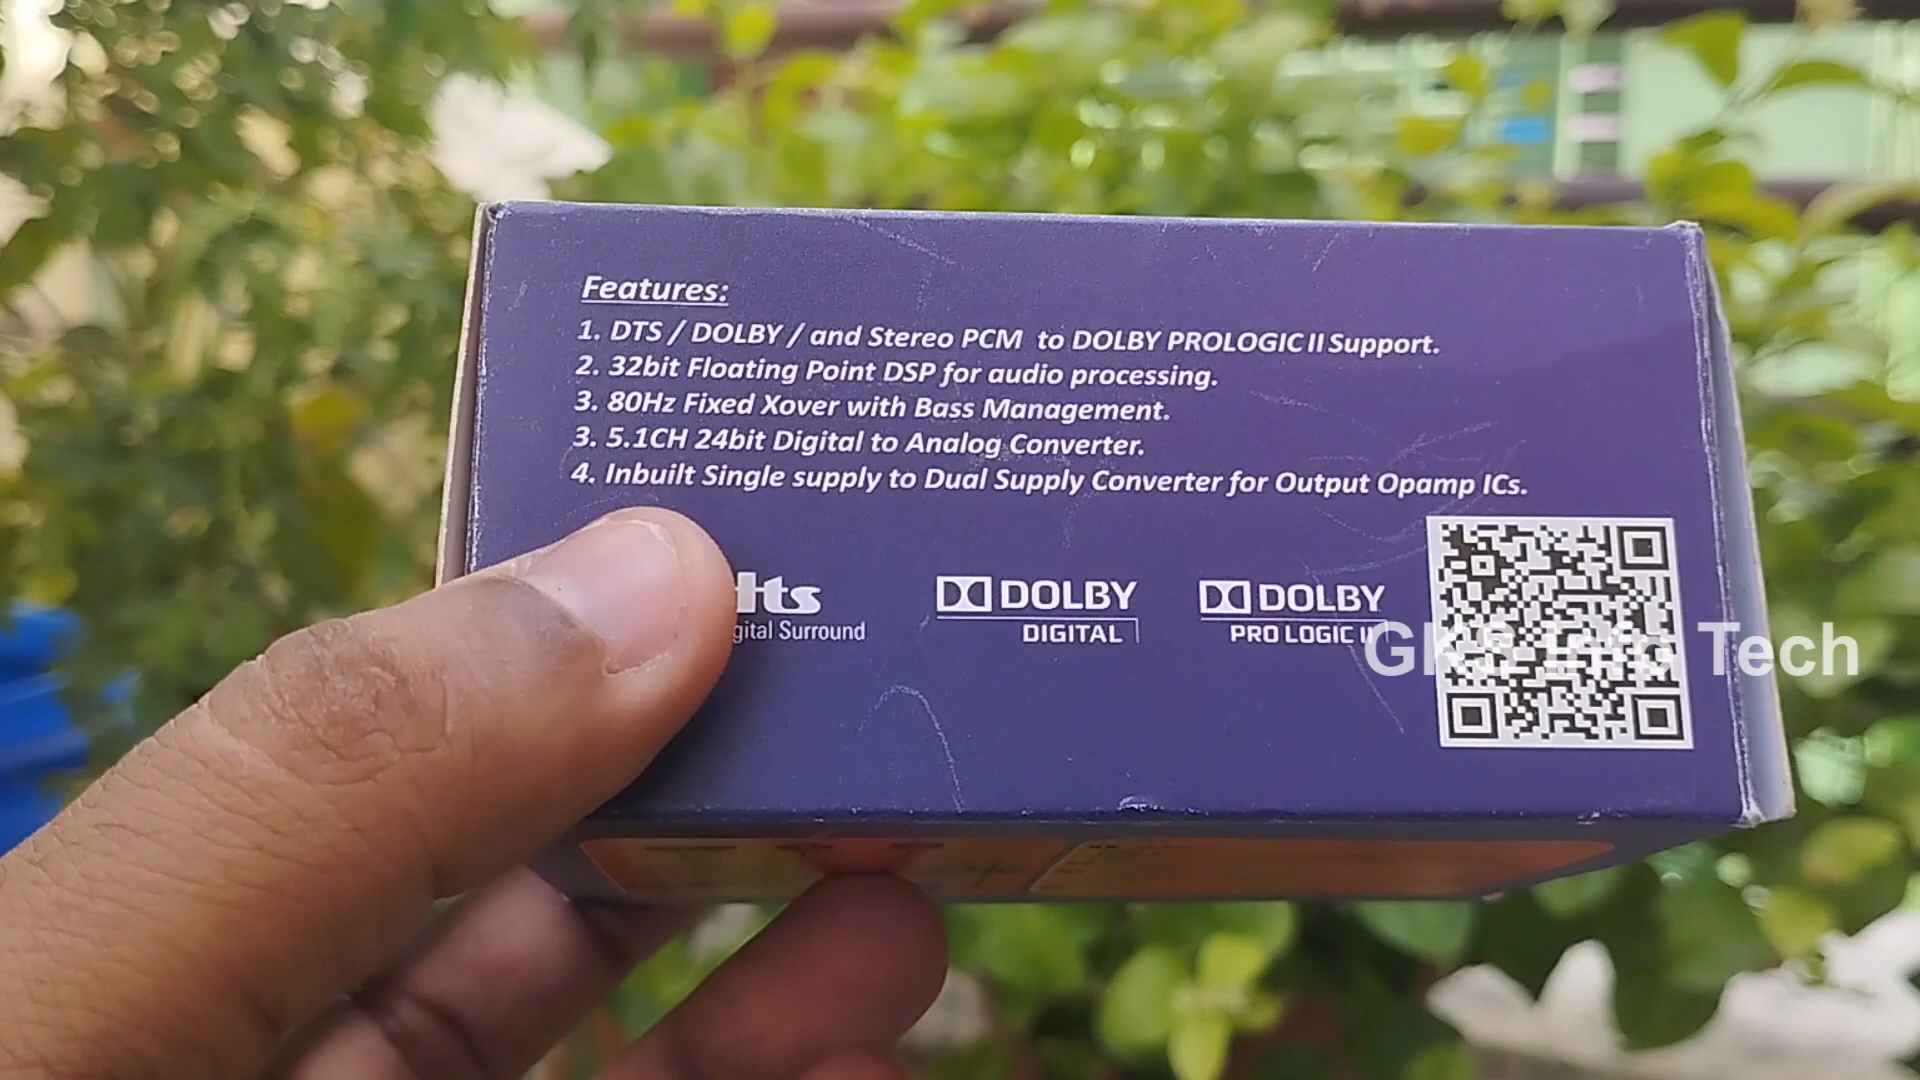 Features:
1. DTS / DOLBY / and Stereo PCM to DOLBY PROLOGIC II Support.
2. 32bit Floating Point DSP for audio processing.
3. 80Hz Fixed Xover with Bass Management.
3. 5.1CH 24bit Digital to Analog Converter.
4. Inbuilt Single supply to Dual Supply Converter for Output Opamp ICs.
dts DOLBY DOLBY
Surround DIGITAL PRO LOGIC II
Tech